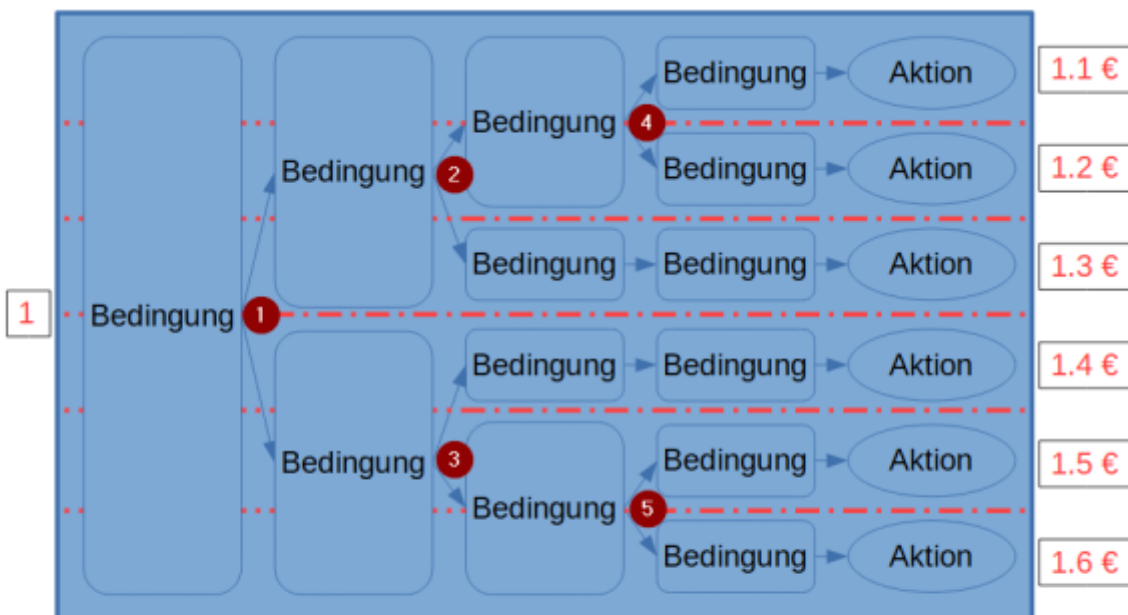 Bedingung Aktion 1.1 €
Bedingung 4
Bedingung Aktion 1.2 €
Bedingung 2
Bedingung Bedingung Aktion 1.3 €
1 Bedingung 1
Bedingung Bedingung Aktion 1.4 €
Bedingung 3 Bedingung Aktion 1.5 €
Bedingung 5
Bedingung Aktion 1.6 €